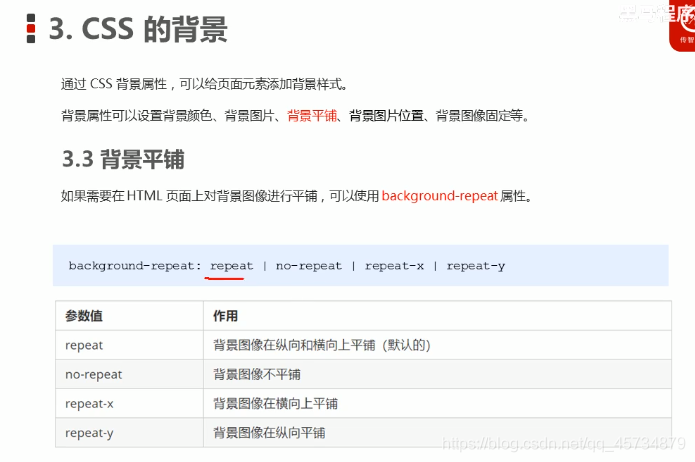 3. CSS 的背景
通过 CSS 背景属性，可以给页面元素添加背景样式。
背景属性可以设置背景颜色、背景图片、背景平铺、背景图片位置、背景图像固定等。
3.3 背景平铺
如果需要在 HTML 页面上对背景图像进行平铺，可以使用 background-repeat 属性。
background-repeat: repeat | no-repeat | repeat-x | repeat-y
参数值 作用
repeat 背景图像在纵向和横向上平铺（默认的）
no-repeat 背景图像不平铺
repeat-x 背景图像在横向上平铺
repeat-y 背景图像在纵向平铺
https://blog.csdn.net/qq_45734879